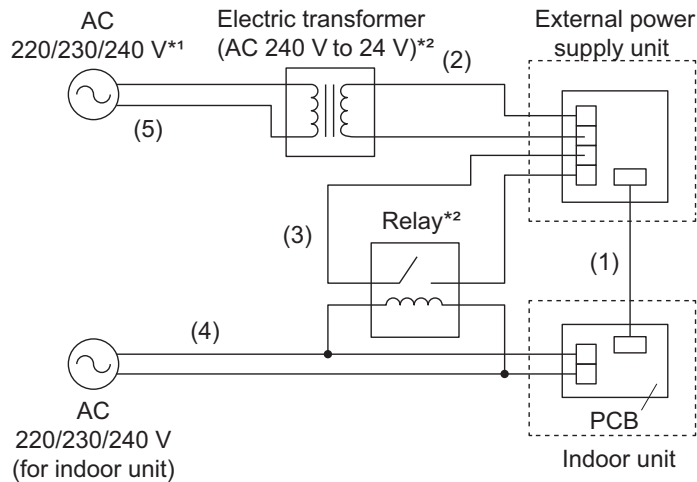 AC
220/230/240 V*¹
Electric transformer
(AC 240 V to 24 V)*²
(2)
External power
supply unit
(5)
(3)
Relay*²
(1)
(4)
AC
220/230/240 V
(for indoor unit)
PCB
Indoor unit